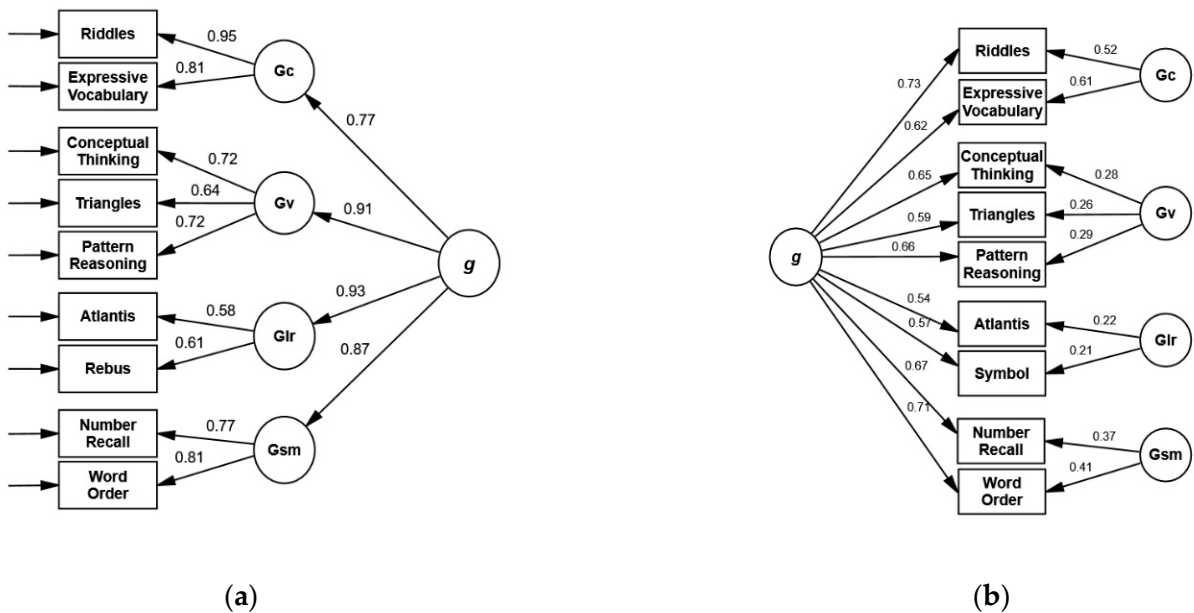 Riddles
0.95
Gc
0.81
Expressive
Vocabulary
0.77
Conceptual
Thinking
0.72
Triangles
0.64
Gv
0.91
0.72
Pattern
Reasoning
g
0.93
Atlantis
0.58
Glr
0.61
Rebus
0.87
Number
Recall
0.77
Gsm
0.81
Word
Order
(a)
Riddles
0.52
Gc
0.73
0.61
Expressive
Vocabulary
0.62
Conceptual
Thinking
0.65
0.28
Triangles
0.59
0.26
Gv
0.29
g
0.66
Pattern
Reasoning
0.54
Atlantis
0.22
Glr
0.57
0.21
Symbol
0.67
0.71
Number
Recall
0.37
Gsm
0.41
Word
Order
(b)